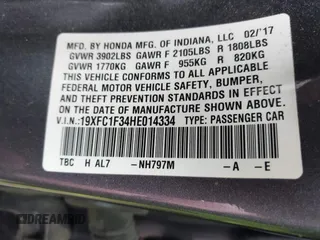 MFD. BY HONDA MFG. OF INDIANA, LLC 02/'17
GVWR 3902LBS GAWR F 2105LBS R 1808LBS
GVWR 1770KG GAWR F 955KG R 820KG
THIS VEHICLE CONFORMS TO ALL APPLICABLE
FEDERAL MOTOR VEHICLE SAFETY, BUMPER,
AND THEFT PREVENTION STANDARDS IN EFFECT ON
THE DATE OF MANUFACTURE SHOWN ABOVE.
V.I.N.:19XFC1F34HE014334 TYPE: PASSENGER CAR
TBC H AL7 -NH797M -A -E
DREAMBID